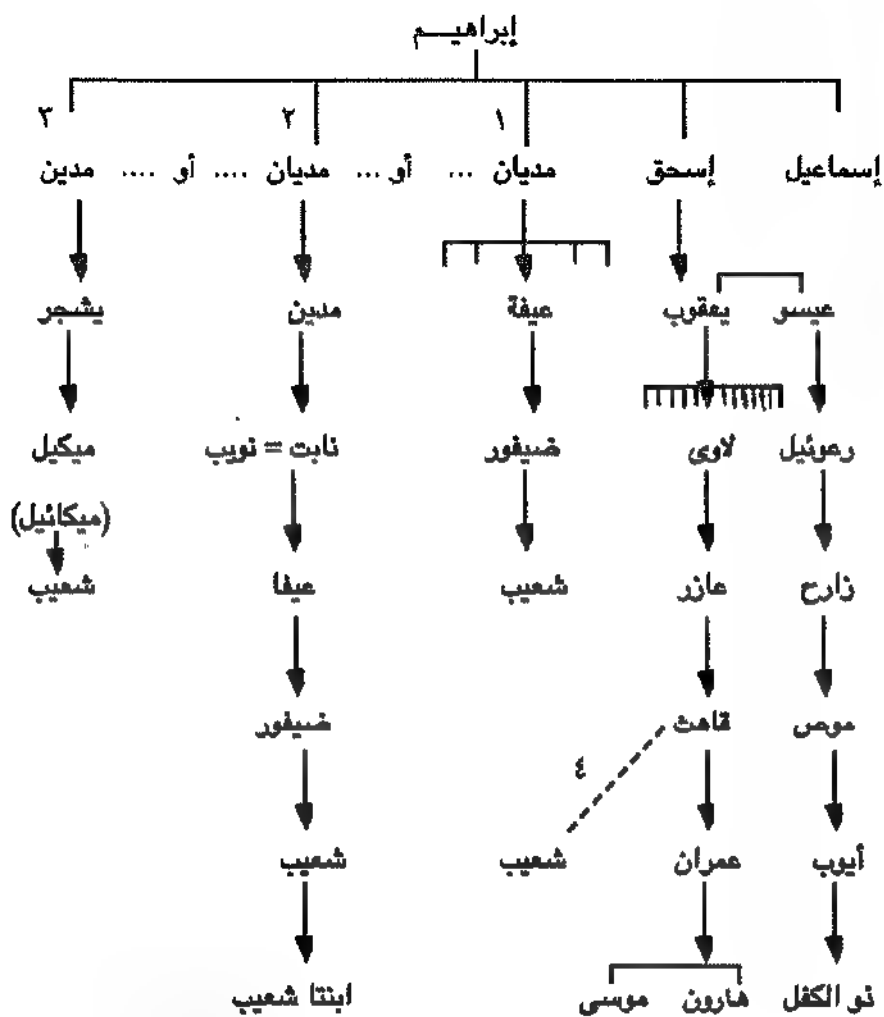 إبراهيم
١ ٢ ٣
إسماعيل إسحق مديان ... أو ... مديان .... أو .... مدين
عيسو يعقوب عيفة مدين يشجر
رعوئيل لاوى ضيفور نابت = نويب ميكيل
(ميكائيل)
زارح عازر شعيب عيفا شعيب
موص قاهث ضيفور
٤
أيوب عمران شعيب شعيب
ذو الكفل هارون موسى ابنتا شعيب